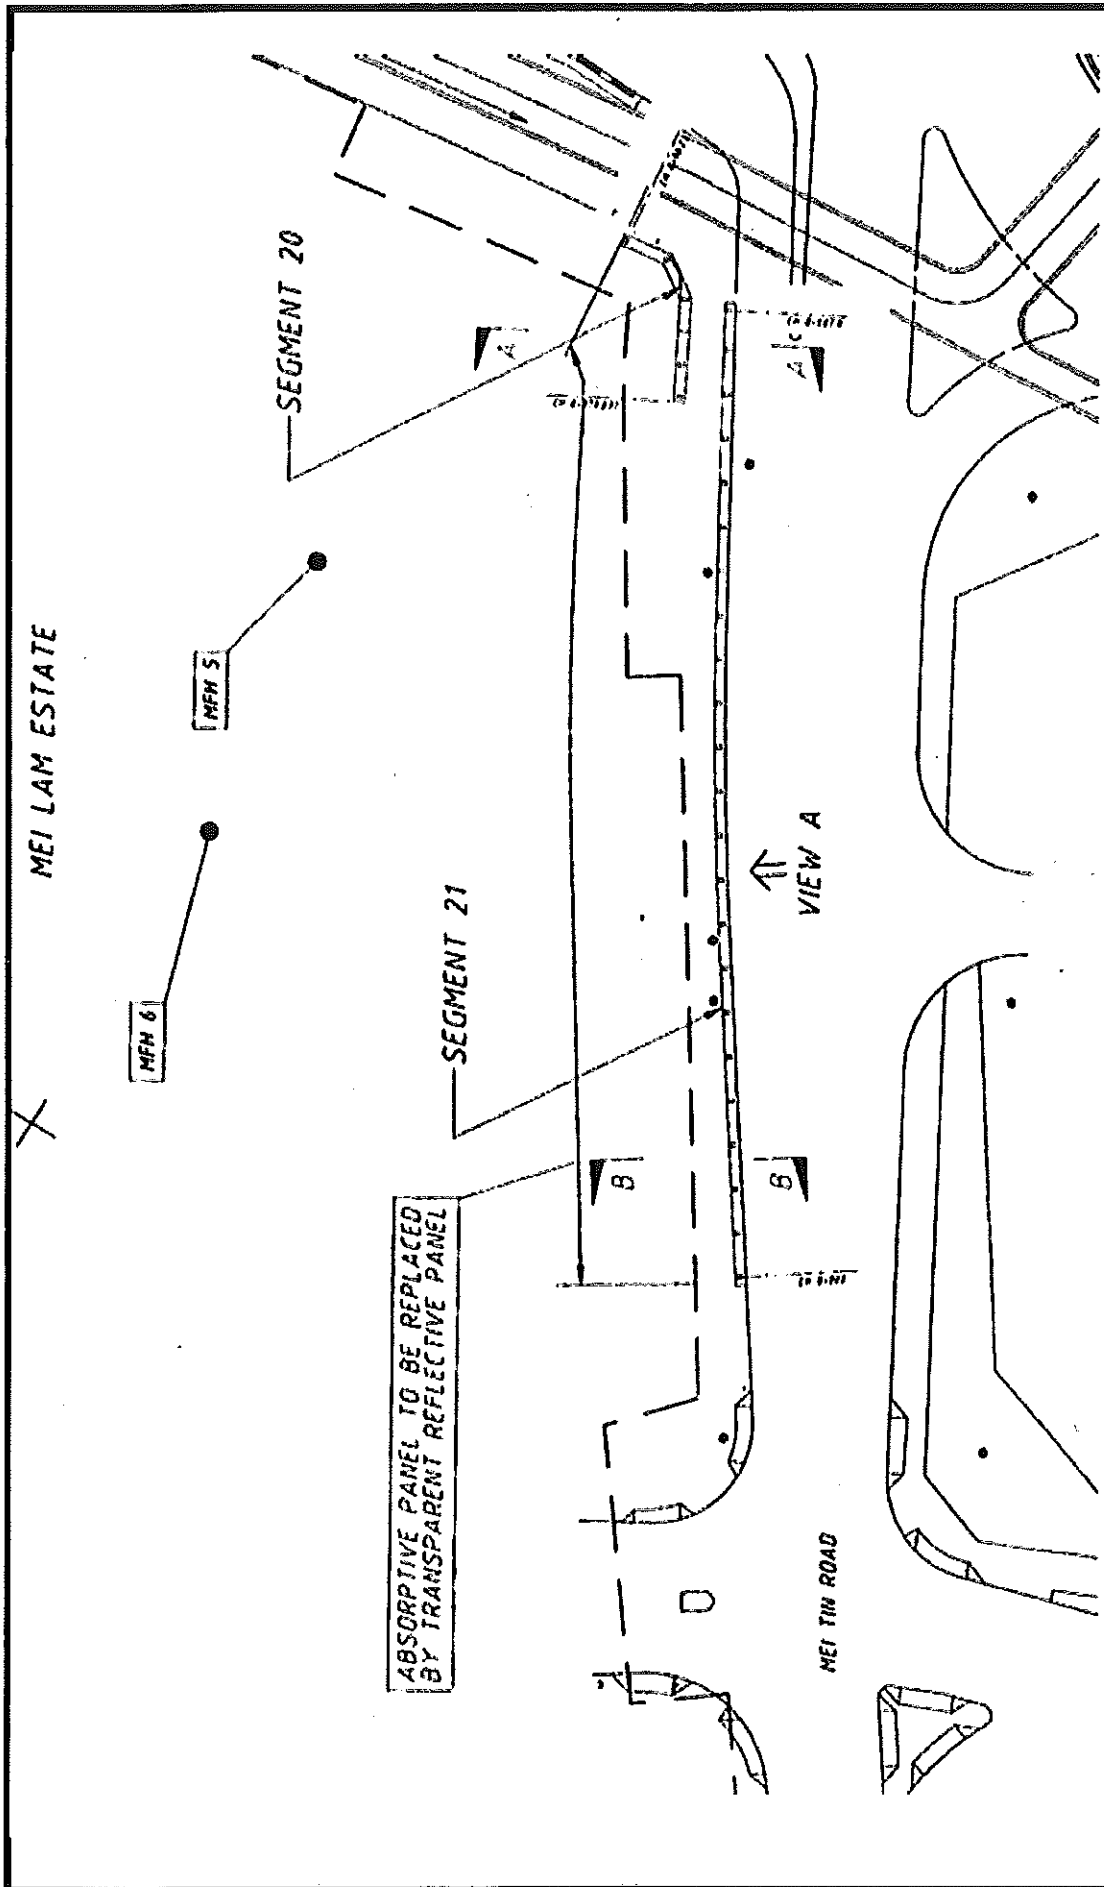 MEI LAM ESTATE
MFH 6
MFH 5
SEGMENT 20
SEGMENT 21
ABSORPTIVE PANEL TO BE REPLACED
BY TRANSPARENT REFLECTIVE PANEL
A
A
B
B
VIEW A
MEI TIN ROAD